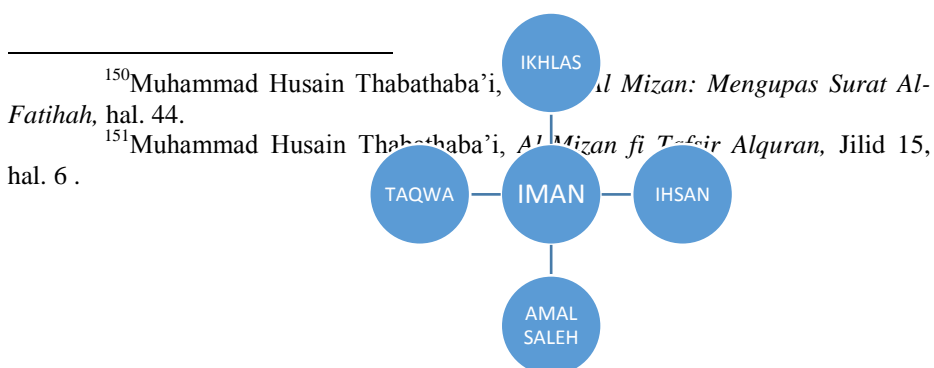 IKHLAS
150Muhammad Husain Thabathaba’i, Al Mizan: Mengupas Surat Al-
Fatihah, hal. 44.
151Muhammad Husain Thabathaba’i, Al Mizan fi Tafsir Alquran, Jilid 15,
hal. 6 .
TAQWA IMAN IHSAN
AMAL
SALEH